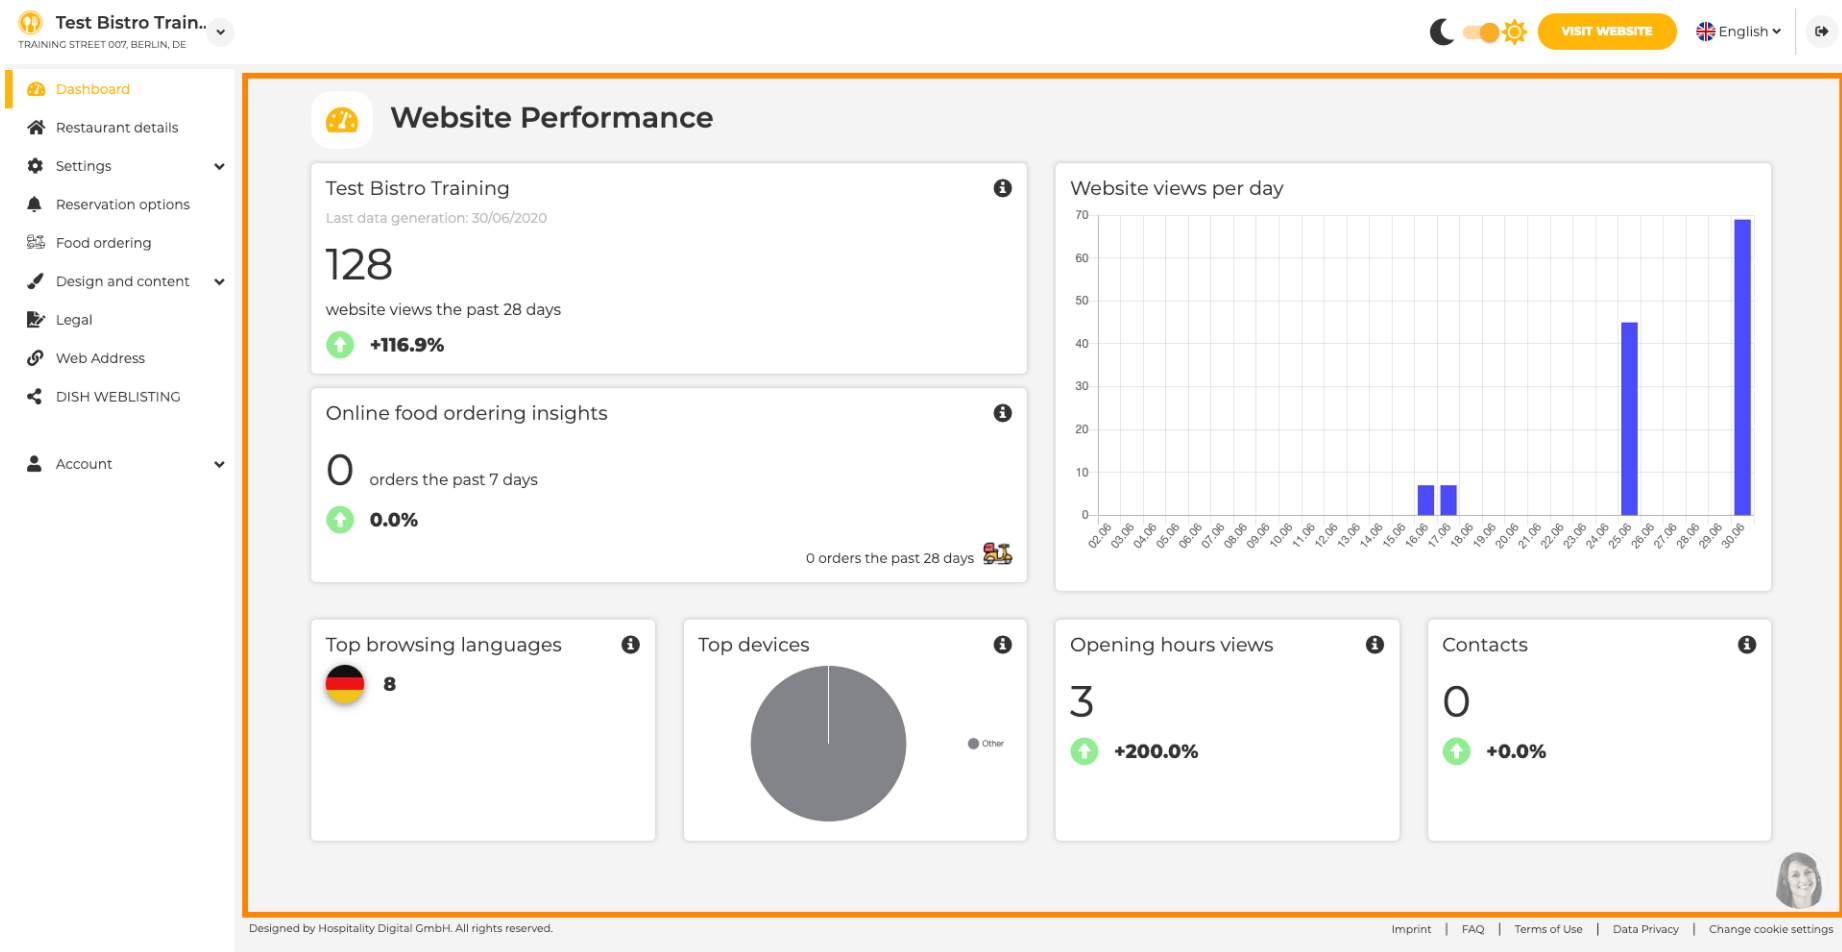 Test Bistro Train..
TRAINING STREET 007, BERLIN, DE
VISIT WEBSITE
English
Dashboard
Restaurant details
Settings
Reservation options
Food ordering
Design and content
Legal
Web Address
DISH WEBLISTING
Account
Website Performance
Test Bistro Training
Last data generation: 30/06/2020
128
website views the past 28 days
+116.9%
Online food ordering insights
0 orders the past 7 days
0.0%
0 orders the past 28 days
Website views per day
70
60
50
40
30
20
10
0
02.06 03.06 04.06 05.06 06.06 07.06 08.06 09.06 10.06 11.06 12.06 13.06 14.06 15.06 16.06 17.06 18.06 19.06 20.06 21.06 22.06 23.06 24.06 25.06 26.06 27.06 28.06 29.06 30.06
Top browsing languages
8
Top devices
Other
Opening hours views
3
+200.0%
Contacts
0
+0.0%
Designed by Hospitality Digital GmbH. All rights reserved.
Imprint | FAQ | Terms of Use | Data Privacy | Change cookie settings